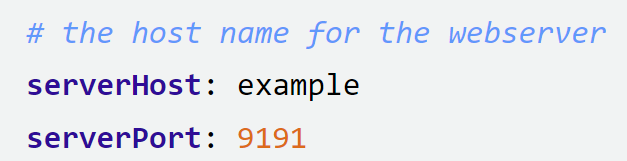 # the host name for the webserver
serverHost: example
serverPort: 9191